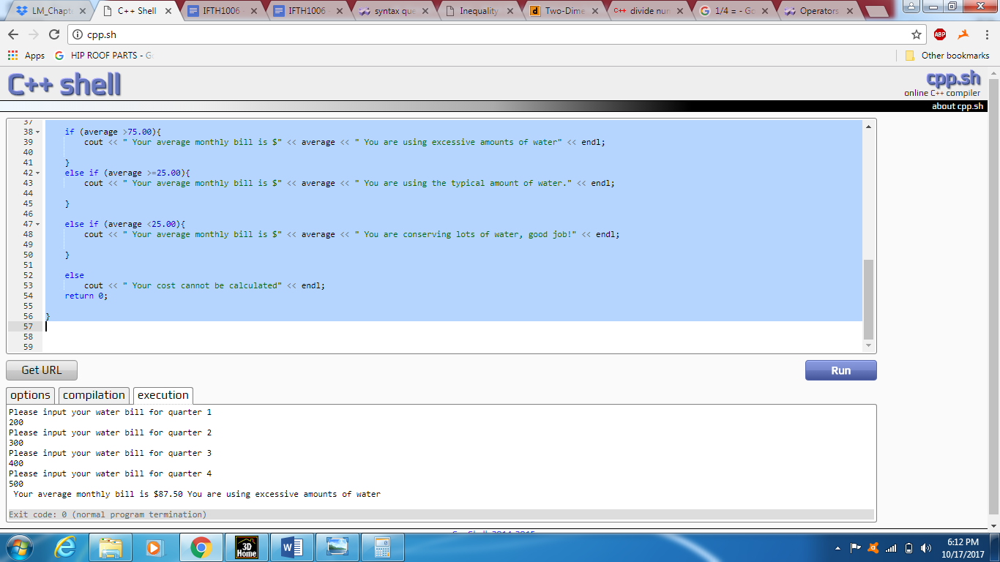 LM_Chapt
C++ Shell
IFTH1006 -
IFTH1006 -
syntax que
Inequality
Two-Dime
divide nun
1/4 = - Go
Operators
cpp.sh
ABP
Apps
HIP ROOF PARTS - G
Other bookmarks
C++ shell
cpp.sh
online C++ compiler
about cpp.sh
37
38 if (average >75.00){
39 cout << " Your average monthly bill is $" << average << " You are using excessive amounts of water" << endl;
40
41 }
42 else if (average >=25.00){
43 cout << " Your average monthly bill is $" << average << " You are using the typical amount of water." << endl;
44
45 }
46
47 else if (average <25.00){
48 cout << " Your average monthly bill is $" << average << " You are conserving lots of water, good job!" << endl;
49
50 }
51
52 else
53 cout << " Your cost cannot be calculated" << endl;
54 return 0;
55
56 }
57
58
59
Get URL
Run
options
compilation
execution
Please input your water bill for quarter 1
200
Please input your water bill for quarter 2
300
Please input your water bill for quarter 3
400
Please input your water bill for quarter 4
500
Your average monthly bill is $87.50 You are using excessive amounts of water
Exit code: 0 (normal program termination)
3D
Home
6:12 PM
10/17/2017